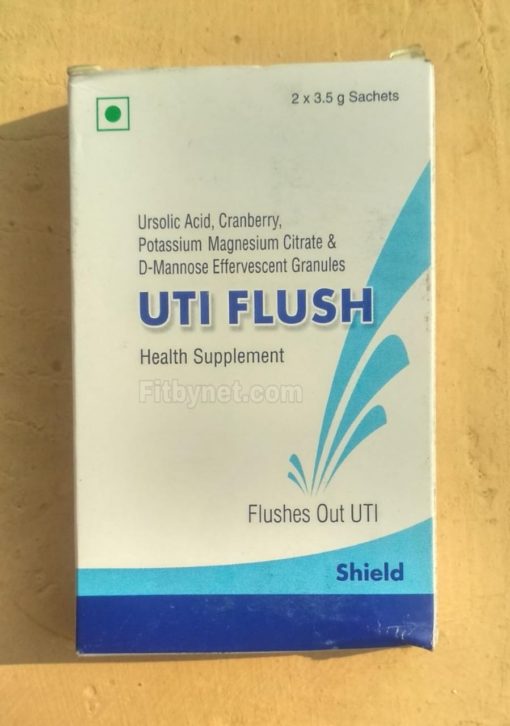 2 x 3.5 g Sachets
Ursolic Acid, Cranberry,
Potassium Magnesium Citrate &
D-Mannose Effervescent Granules
UTI FLUSH
Health Supplement
Fitbynet.com
Flushes Out UTI
Shield